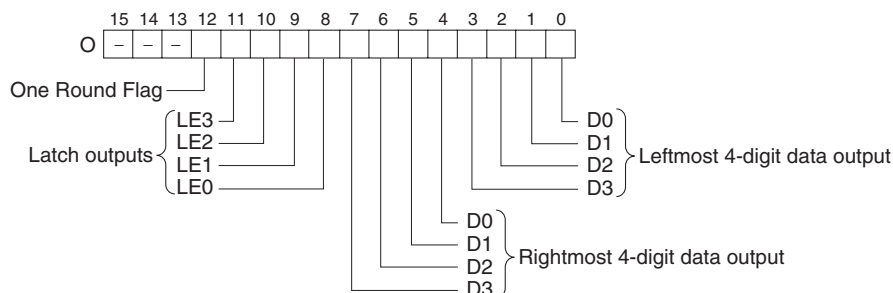 15 14 13 12 11 10 9 8 7 6 5 4 3 2 1 0
O – – –
One Round Flag
Latch outputs
LE3
LE2
LE1
LE0
D0
D1
D2
D3
Leftmost 4-digit data output
D0
D1
D2
D3
Rightmost 4-digit data output